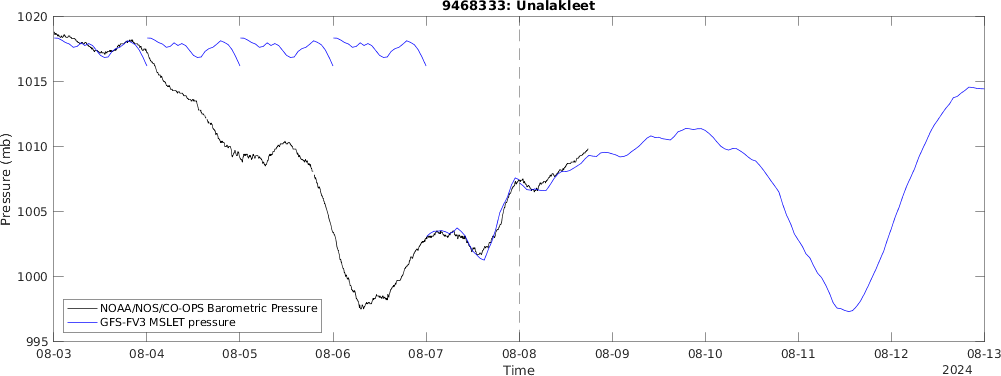 9468333: Unalakleet
1020
1015
1010
1005
1000
995
Pressure (mb)
NOAA/NOS/CO-OPS Barometric Pressure
GFS-FV3 MSLET pressure
08-03 08-04 08-05 08-06 08-07 08-08 08-09 08-10 08-11 08-12 08-13
Time
2024